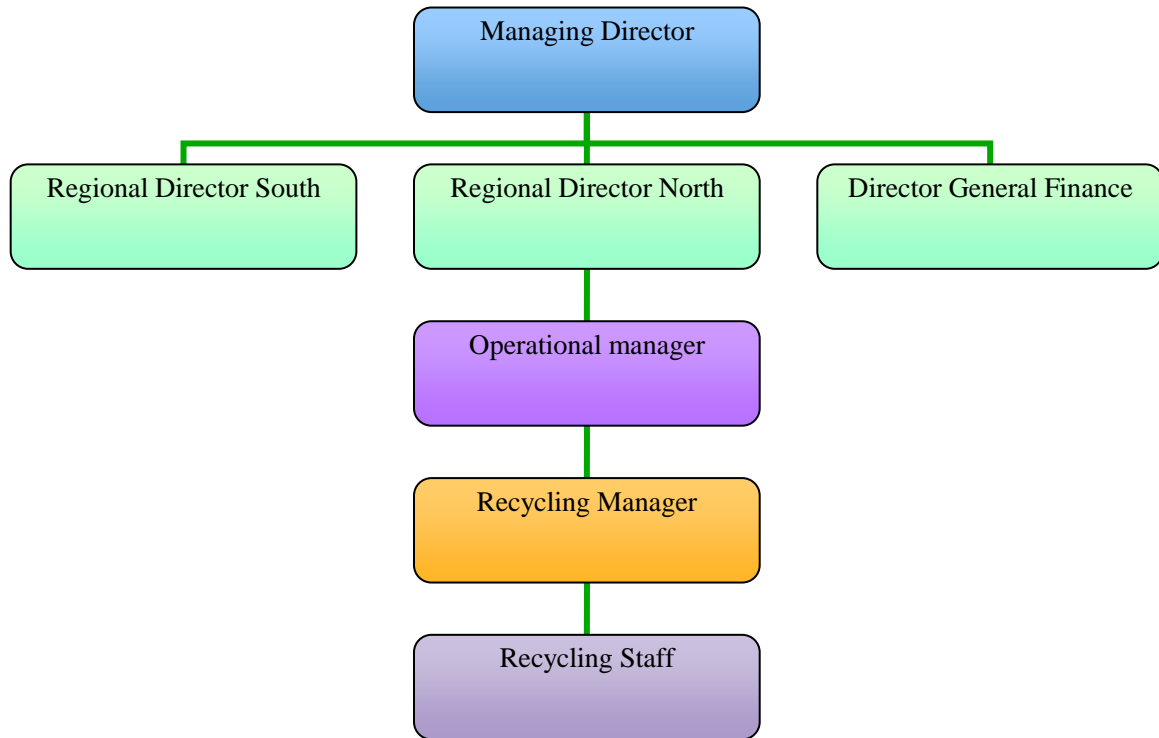 Managing Director
Regional Director South
Regional Director North
Director General Finance
Operational manager
Recycling Manager
Recycling Staff